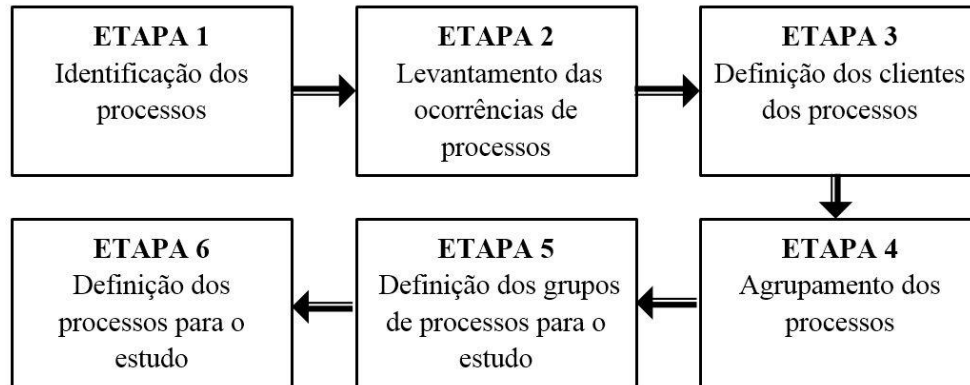 ETAPA 1
Identificação dos
processos
ETAPA 2
Levantamento das
ocorrências de
processos
ETAPA 3
Definição dos clientes
dos processos
ETAPA 4
Agrupamento dos
processos
ETAPA 5
Definição dos grupos
de processos para o
estudo
ETAPA 6
Definição dos
processos para o
estudo